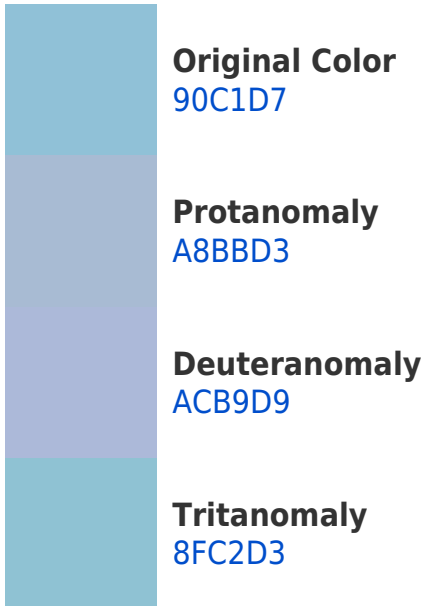 Original Color
90C1D7
Protanomaly
A8BBD3
Deuteranomaly
ACB9D9
Tritanomaly
8FC2D3